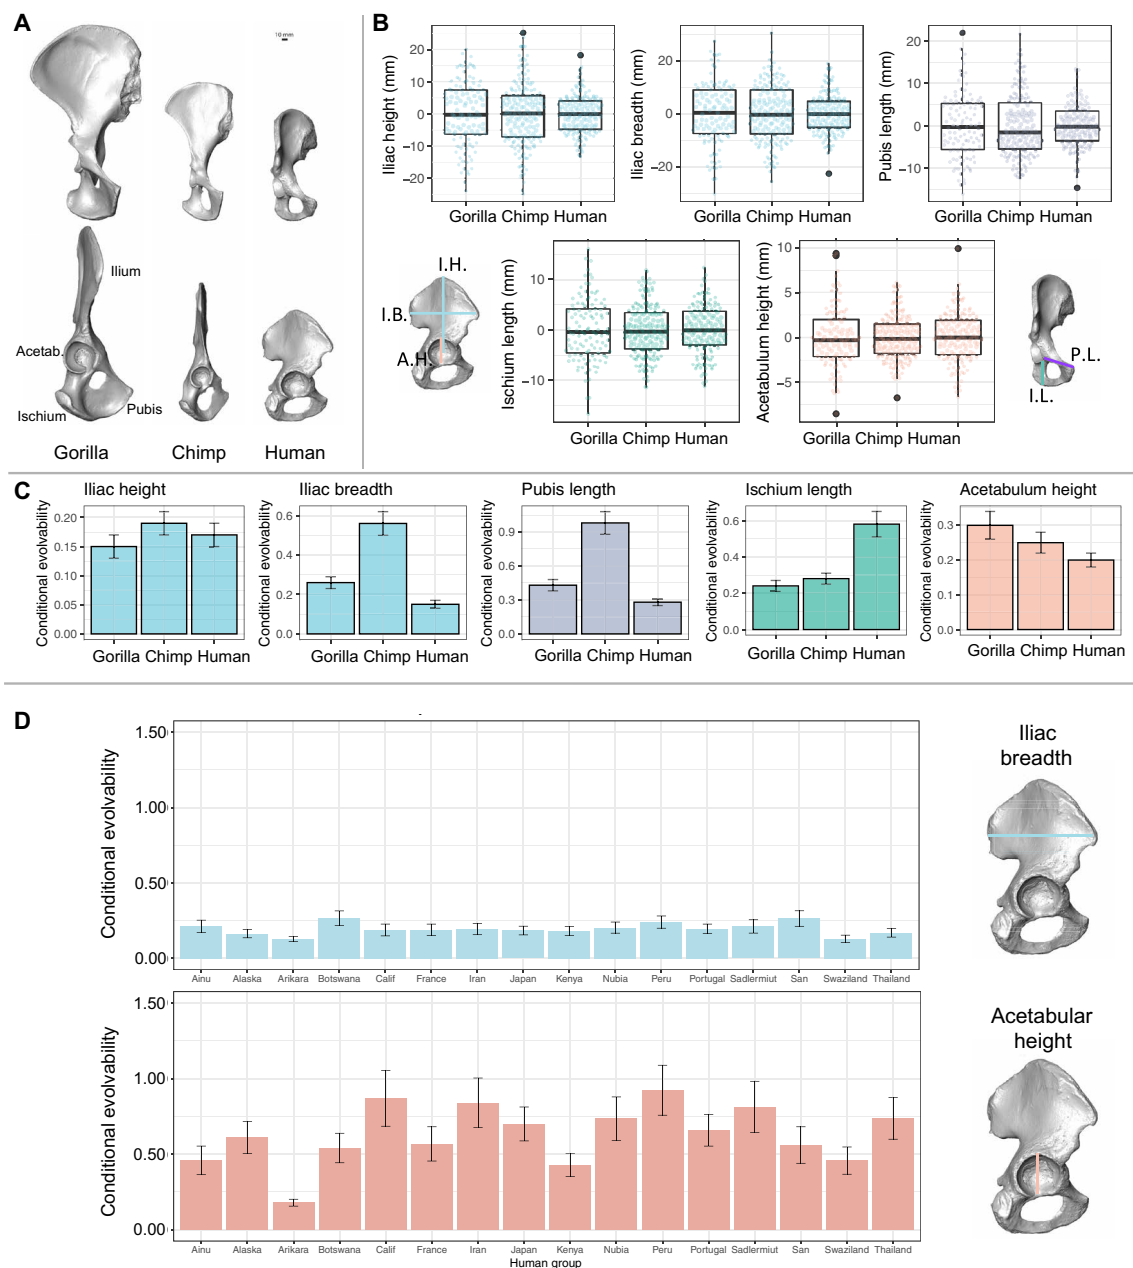 A
10 mm
Ilium
Acetab.
Ischium
Pubis
Gorilla
Chimp
Human
B
Iliac height (mm)
20
10
0
−10
−20
Gorilla Chimp Human
Iliac breadth (mm)
20
0
−20
Gorilla Chimp Human
Pubis length (mm)
20
10
0
−10
Gorilla Chimp Human
I.H.
I.B.
A.H.
Ischium length (mm)
10
0
−10
Gorilla Chimp Human
Acetabulum height (mm)
10
5
0
−5
Gorilla Chimp Human
P.L.
I.L.
C
Iliac height
Conditional evolvability
0.20
0.15
0.10
0.05
0.00
Gorilla Chimp Human
Iliac breadth
Conditional evolvability
0.6
0.4
0.2
0.0
Gorilla Chimp Human
Pubis length
Conditional evolvability
0.9
0.6
0.3
0.0
Gorilla Chimp Human
Ischium length
Conditional evolvability
0.6
0.4
0.2
0.0
Gorilla Chimp Human
Acetabulum height
Conditional evolvability
0.3
0.2
0.1
0.0
Gorilla Chimp Human
D
Conditional evolvability
1.50
1.00
0.50
0.00
Ainu Alaska Arikara Botswana Calif France Iran Japan Kenya Nubia Peru Portugal Sadlermiut San Swaziland Thailand
Iliac
breadth
Conditional evolvability
1.50
1.00
0.50
0.00
Ainu Alaska Arikara Botswana Calif France Iran Japan Kenya Nubia Peru Portugal Sadlermiut San Swaziland Thailand
Human group
Acetabular
height